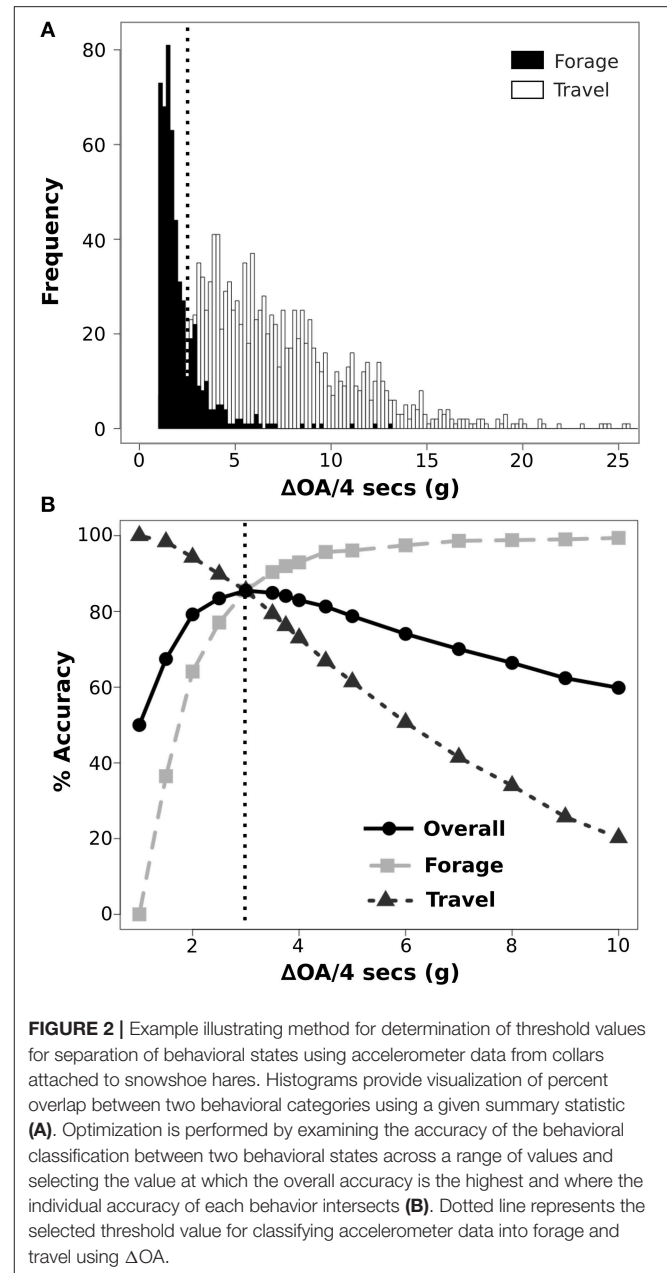 A
80
60
40
20
0
Frequency
Forage
Travel
0 5 10 15 20 25
ΔOA/4 secs (g)
B
100
80
60
40
20
0
% Accuracy
Overall
Forage
Travel
2 4 6 8 10
ΔOA/4 secs (g)
FIGURE 2 | Example illustrating method for determination of threshold values
for separation of behavioral states using accelerometer data from collars
attached to snowshoe hares. Histograms provide visualization of percent
overlap between two behavioral categories using a given summary statistic
(A). Optimization is performed by examining the accuracy of the behavioral
classification between two behavioral states across a range of values and
selecting the value at which the overall accuracy is the highest and where the
individual accuracy of each behavior intersects (B). Dotted line represents the
selected threshold value for classifying accelerometer data into forage and
travel using ΔOA.